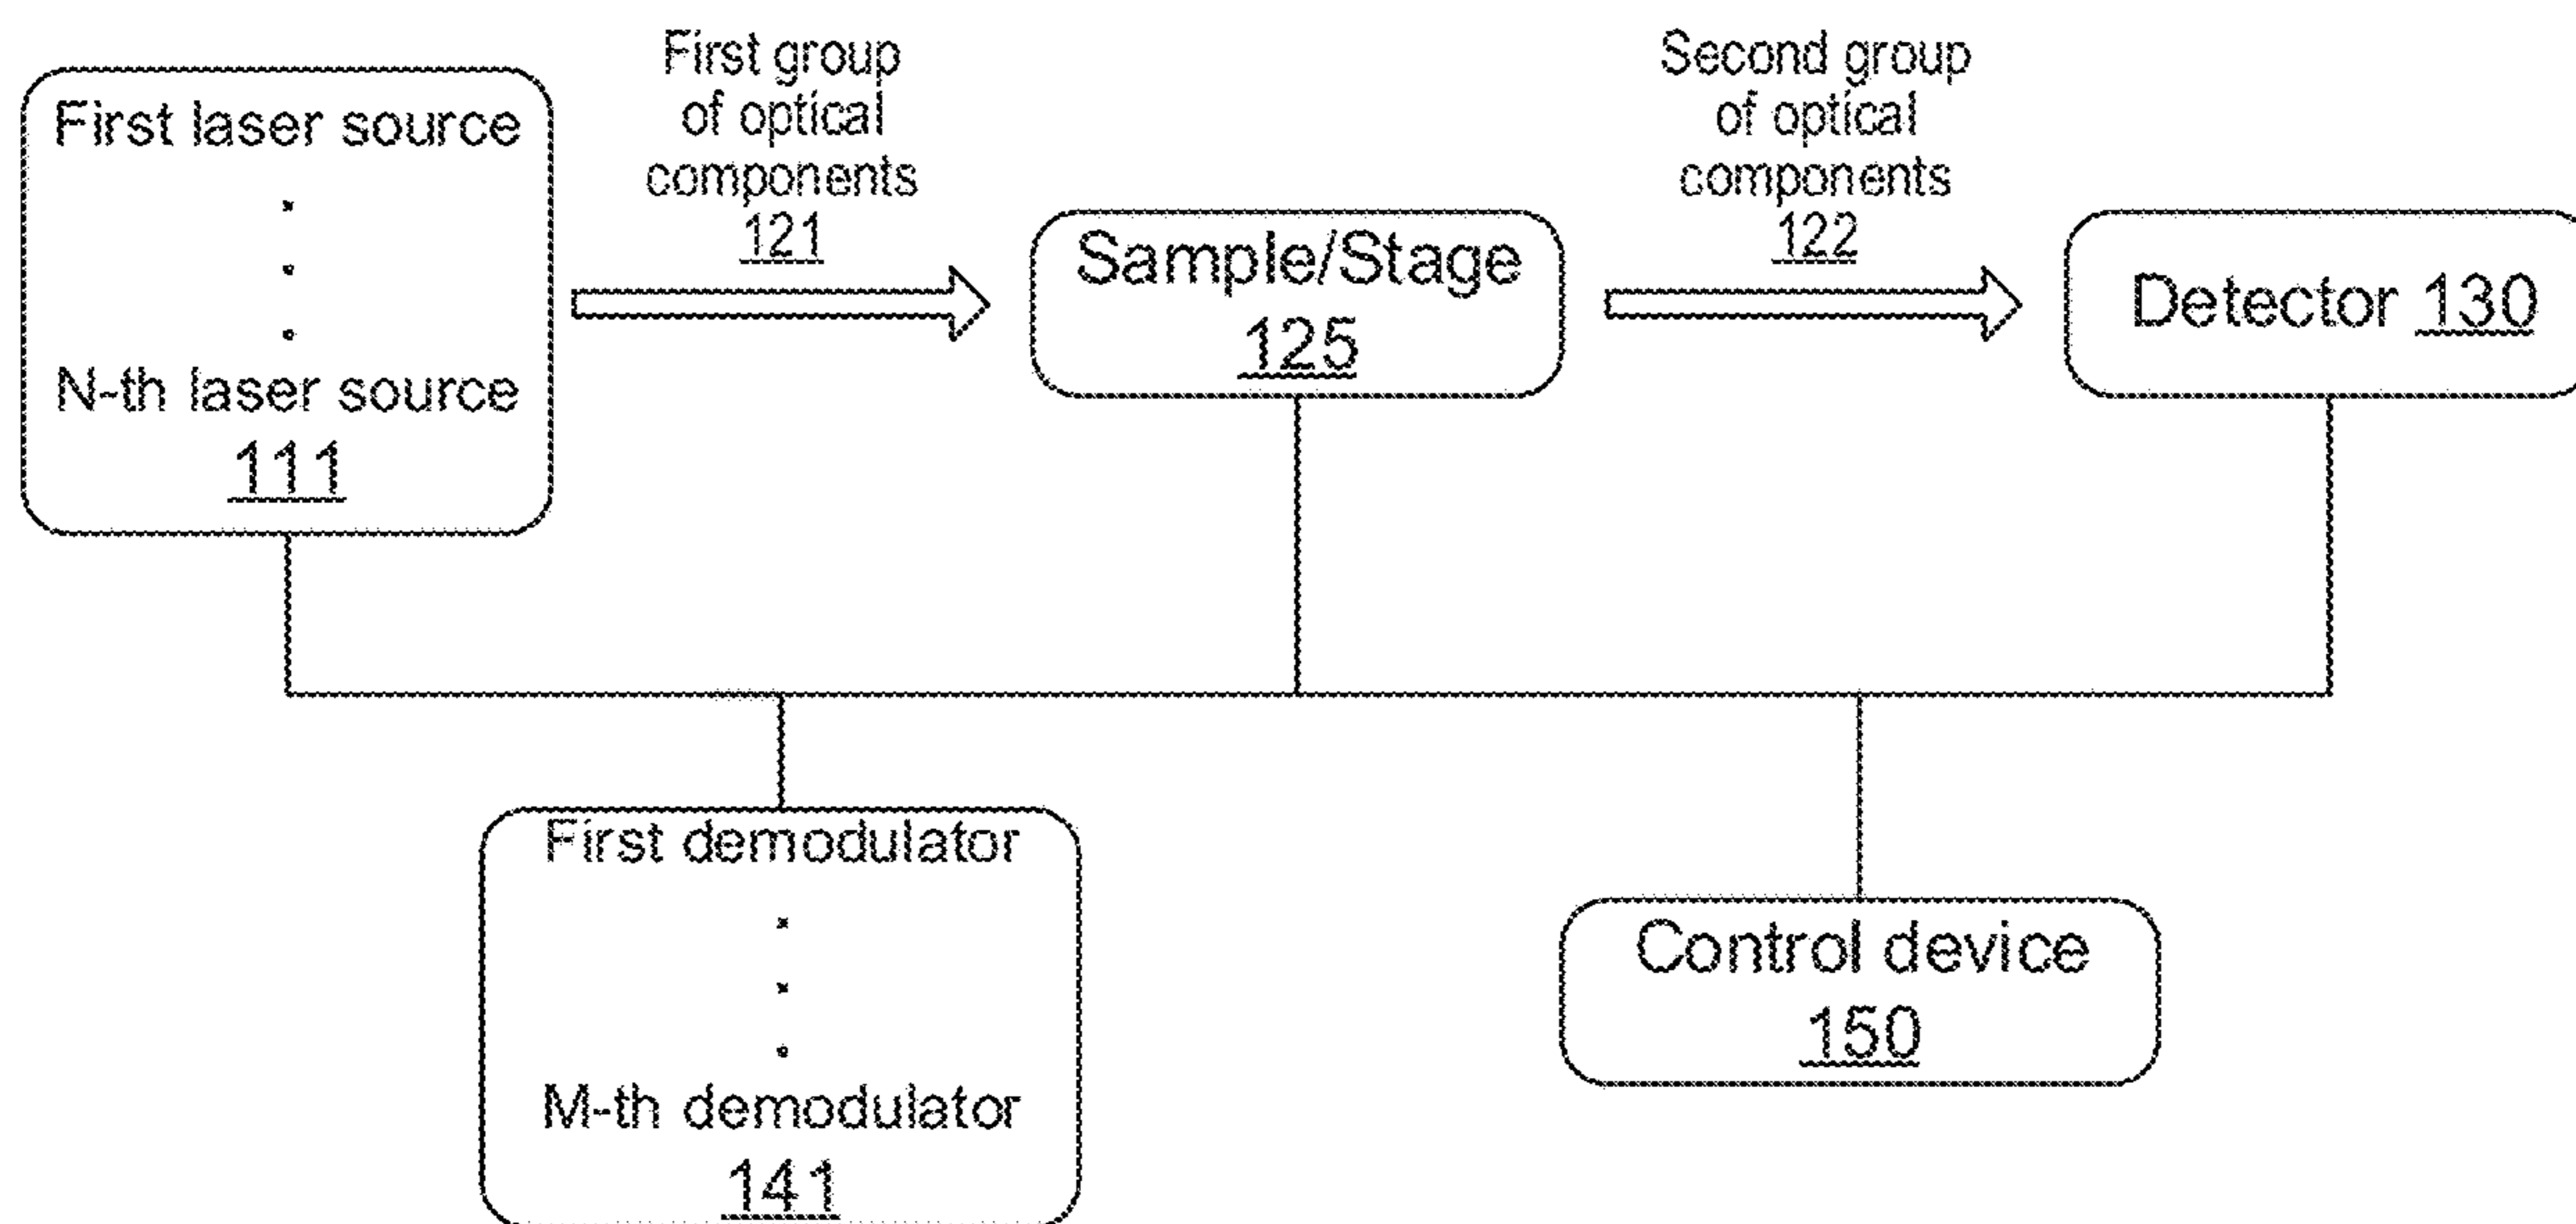 First laser source
.
.
.
N-th laser source
111
First group
of optical
components
121
Sample/Stage
125
Second group
of optical
components
122
Detector 130
First demodulator
.
.
.
M-th demodulator
141
Control device
150